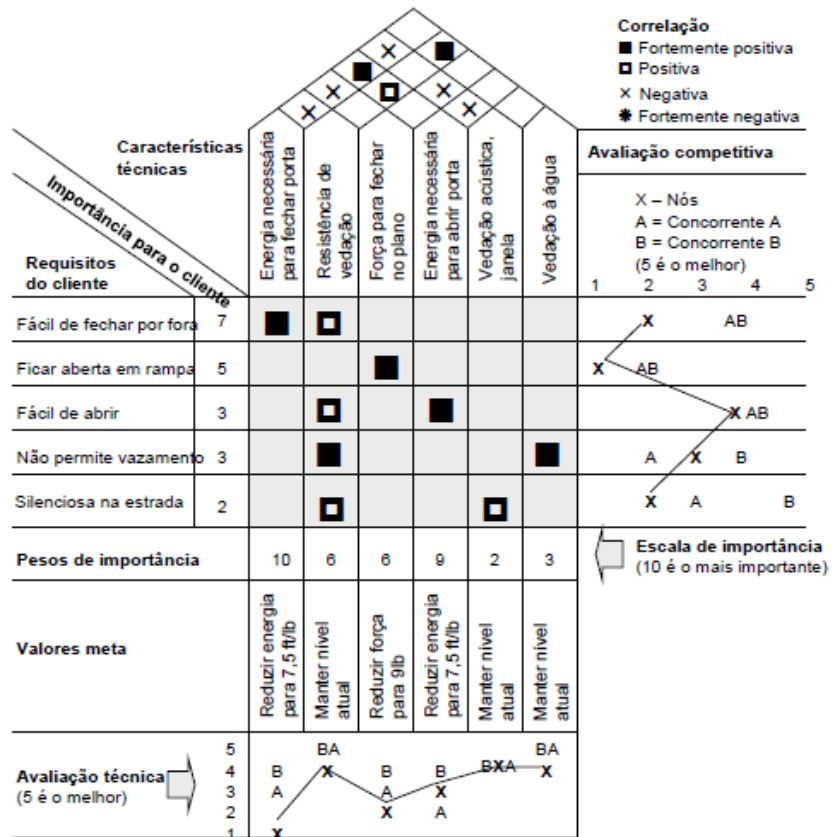 Correlação
■ Fortemente positiva
◘ Positiva
× Negativa
✱ Fortemente negativa
Características técnicas
Importância para o cliente
Requisitos do cliente
Energia necessária para fechar porta
Resistência de vedação
Força para fechar no plano
Energia necessária para abrir porta
Vedação acústica, janela
Vedação à água
Avaliação competitiva
X – Nós
A = Concorrente A
B = Concorrente B
(5 é o melhor)
1 2 3 4 5
Fácil de fechar por fora 7 X AB
Ficar aberta em rampa 5 X AB
Fácil de abrir 3 X AB
Não permite vazamento 3 A X B
Silenciosa na estrada 2 X A B
Pesos de importância 10 6 6 9 2 3
Escala de importância
(10 é o mais importante)
Valores meta
Reduzir energia para 7,5 ft/lb
Manter nível atual
Reduzir força para 9lb
Reduzir energia para 7,5 ft/lb
Manter nível atual
Manter nível atual
Avaliação técnica
(5 é o melhor)
5 BA BA
4 B X B B BXA X
3 A A X
2 X A
1 X